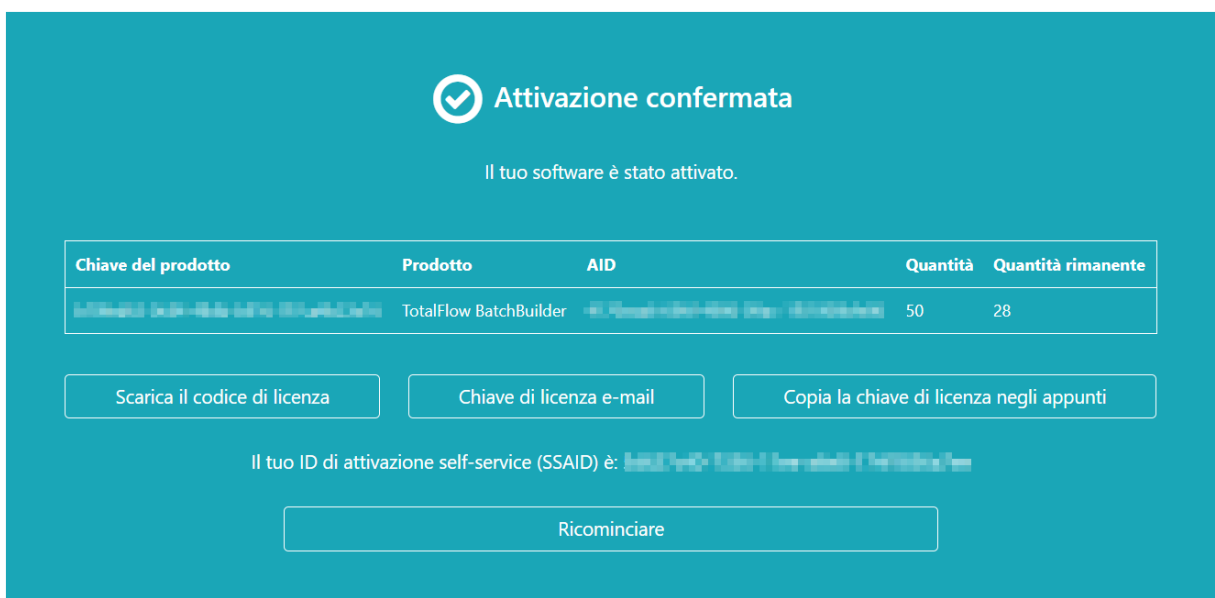 Attivazione confermata
Il tuo software è stato attivato.
Chiave del prodotto Prodotto AID Quantità Quantità rimanente
TotalFlow BatchBuilder 50 28
Scarica il codice di licenza Chiave di licenza e-mail Copia la chiave di licenza negli appunti
Il tuo ID di attivazione self-service (SSAID) è:
Ricominciare